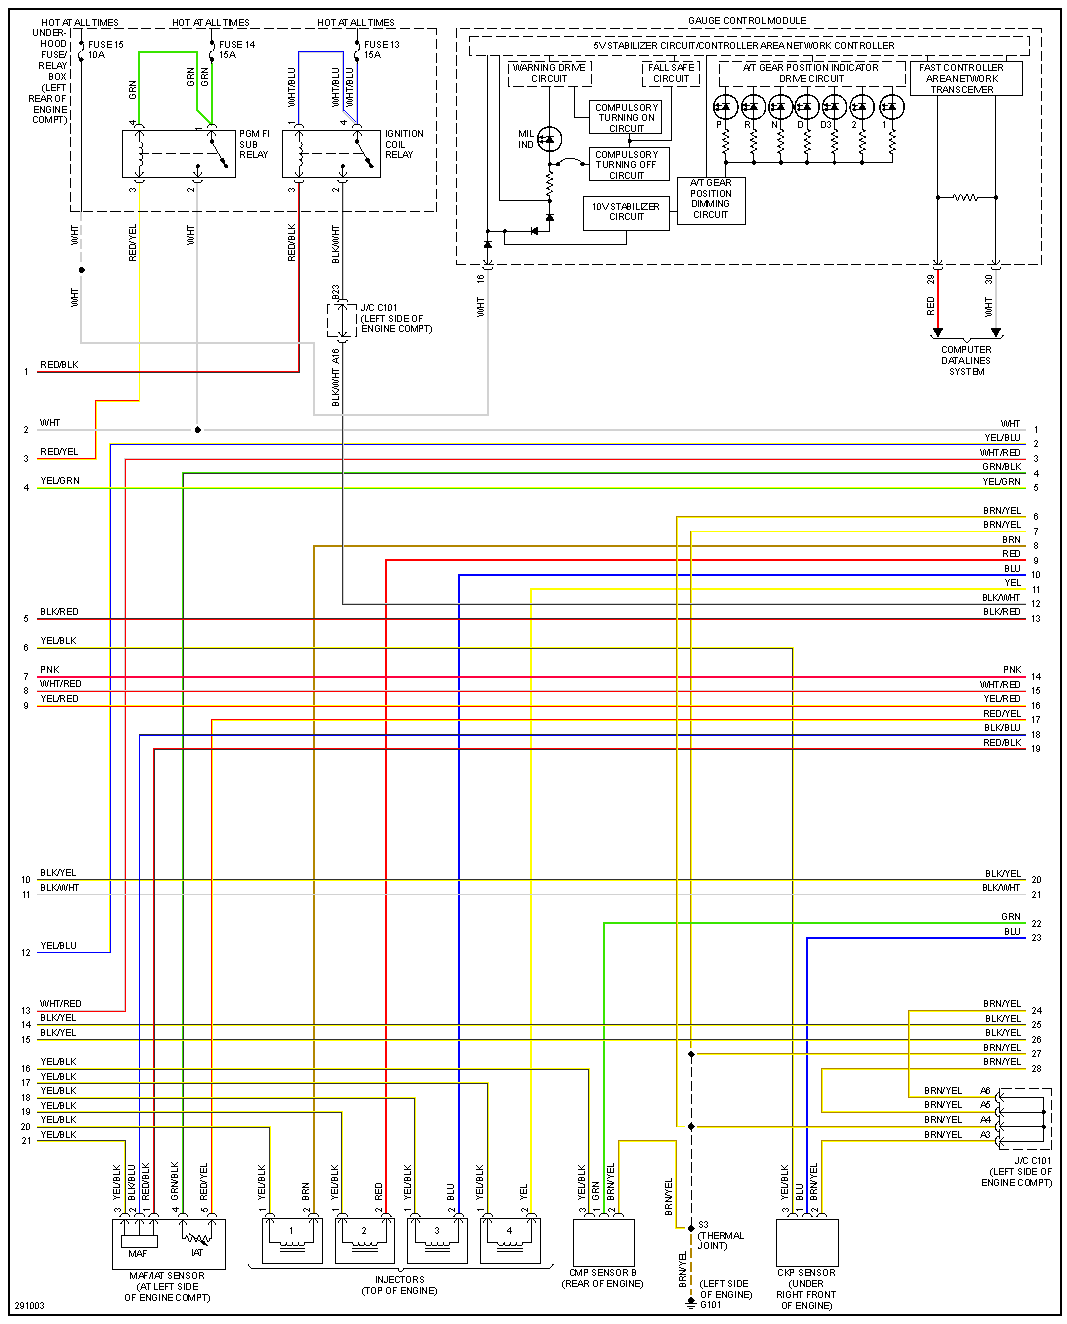 HOT AT ALL TIMES
HOT AT ALL TIMES
HOT AT ALL TIMES
UNDER-
HOOD
FUSE/
RELAY
BOX
(LEFT
REAR OF
ENGINE
COMPT)
FUSE 15
10A
FUSE 14
15A
FUSE 13
15A
GRN
GRN
WHT/BLU
WHT/BLU
WHT/BLU
4
1
1
4
PGM FI
SUB
RELAY
IGNITION
COIL
RELAY
3
2
3
2
WHT
RED/YEL
WHT
RED/BLK
BLK/WHT
WHT
B23
J/C C101
(LEFT SIDE OF
ENGINE COMPT)
A16
BLK/WHT
GAUGE CONTROL MODULE
5V STABILIZER CIRCUIT/CONTROLLER AREA NETWORK CONTROLLER
WARNING DRIVE
CIRCUIT
FALL SAFE
CIRCUIT
A/T GEAR POSITION INDICATOR
DRIVE CIRCUIT
FAST CONTROLLER
AREA NETWORK
TRANSCEIVER
COMPULSORY
TURNING ON
CIRCUIT
MIL
IND
COMPULSORY
TURNING OFF
CIRCUIT
P
R
N
D
D3
2
1
10V STABILIZER
CIRCUIT
A/T GEAR
POSITION
DIMMING
CIRCUIT
16
29
30
WHT
RED
WHT
COMPUTER
DATA LINES
SYSTEM
1 RED/BLK
2 WHT
3 RED/YEL
4 YEL/GRN
5 BLK/RED
6 YEL/BLK
7 PNK
8 WHT/RED
9 YEL/RED
10 BLK/YEL
11 BLK/WHT
12 YEL/BLU
13 WHT/RED
14 BLK/YEL
15 BLK/YEL
16 YEL/BLK
17 YEL/BLK
18 YEL/BLK
19 YEL/BLK
20 YEL/BLK
21 YEL/BLK
WHT 1
YEL/BLU 2
WHT/RED 3
GRN/BLK 4
YEL/GRN 5
BRN/YEL 6
BRN/YEL 7
BRN 8
RED 9
BLU 10
YEL 11
BLK/WHT 12
BLK/RED 13
PNK 14
WHT/RED 15
YEL/RED 16
RED/YEL 17
BLK/BLU 18
RED/BLK 19
BLK/YEL 20
BLK/WHT 21
GRN 22
BLU 23
BRN/YEL 24
BLK/YEL 25
BLK/YEL 26
BRN/YEL 27
BRN/YEL 28
BRN/YEL A6
BRN/YEL A5
BRN/YEL A4
BRN/YEL A3
J/C C101
(LEFT SIDE OF
ENGINE COMPT)
YEL/BLK
BLK/BLU
RED/BLK
GRN/BLK
RED/YEL
3
2
1
4
5
MAF
IAT
MAF/IAT SENSOR
(AT LEFT SIDE
OF ENGINE COMPT)
YEL/BLK
BRN
YEL/BLK
RED
YEL/BLK
BLU
YEL/BLK
YEL
1
2
1
2
1
2
1
2
1
2
3
4
INJECTORS
(TOP OF ENGINE)
YEL/BLK
GRN
BRN/YEL
3
1
2
CMP SENSOR B
(REAR OF ENGINE)
BRN/YEL
S3
(THERMAL
JOINT)
BRN/YEL
(LEFT SIDE
OF ENGINE)
G101
YEL/BLK
BLU
BRN/YEL
3
1
2
CKP SENSOR
(UNDER
RIGHT FRONT
OF ENGINE)
291003